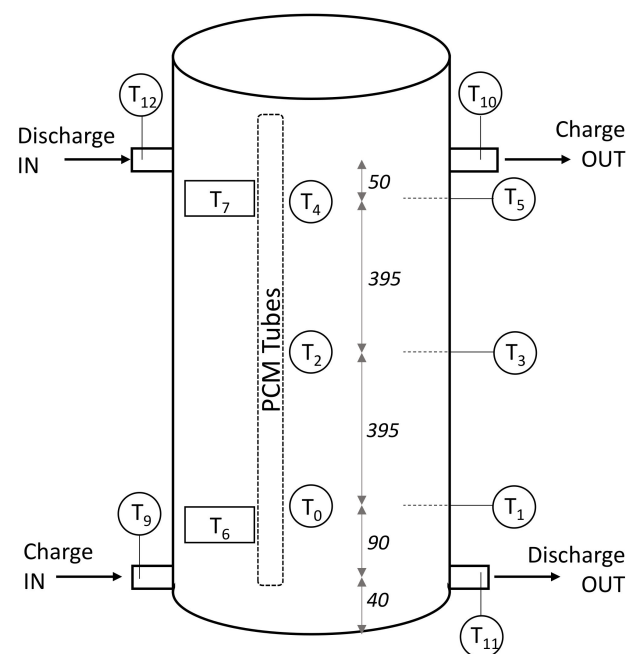 T12
T10
Discharge
IN
Charge
OUT
50
T7
T4
T5
395
PCM Tubes
T2
T3
395
T9
T0
T1
T6
90
Charge
IN
Discharge
OUT
40
T11